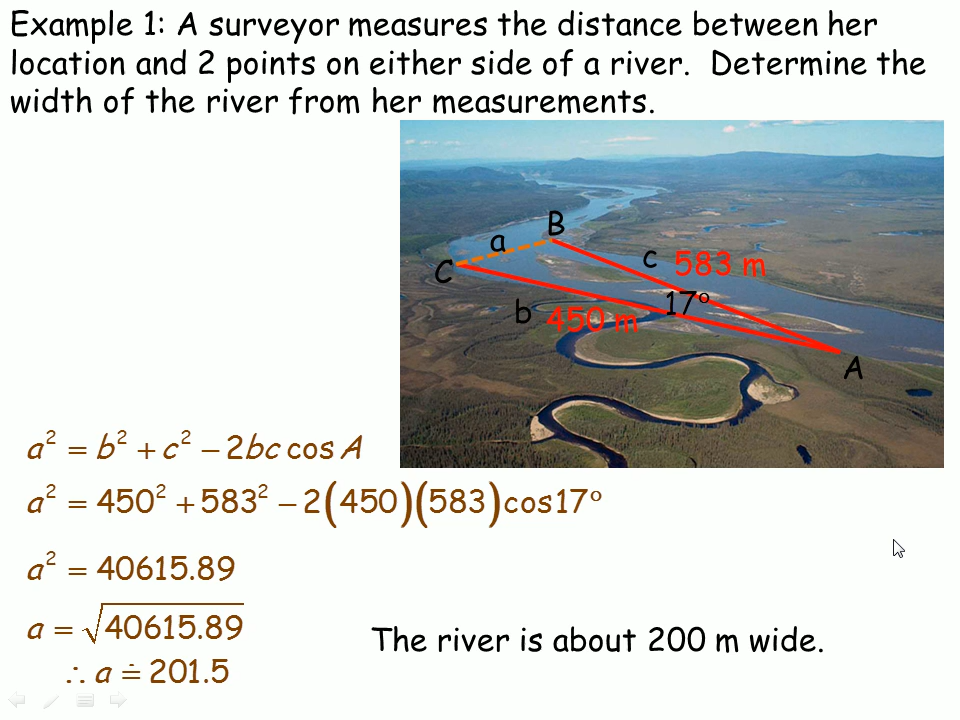 Example 1: A surveyor measures the distance between her
location and 2 points on either side of a river. Determine the
width of the river from her measurements.
B
a
c 583 m
C
17°
b 450 m
A
a² = b² + c² − 2bc cos A
a² = 450² + 583² − 2(450)(583)cos17°
a² = 40615.89
a = √40615.89
∴ a ≐ 201.5
The river is about 200 m wide.